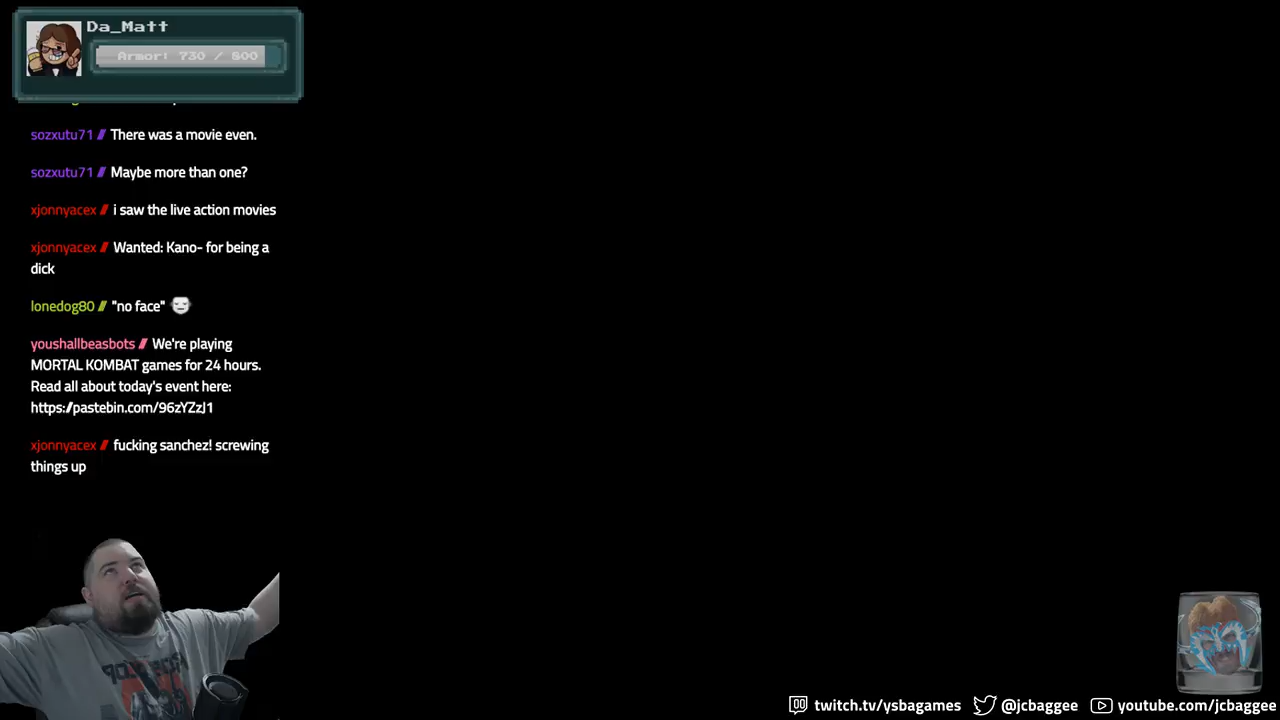 Da_Matt
Armor: 730 / 800
sozxutu71 // There was a movie even.
sozxutu71 // Maybe more than one?
xjonnyacex // i saw the live action movies
xjonnyacex // Wanted: Kano- for being a
dick
lonedog80 // "no face"
youshallbeasbots // We're playing
MORTAL KOMBAT games for 24 hours.
Read all about today's event here:
https://pastebin.com/96zYZzJ1
xjonnyacex // fucking sanchez! screwing
things up
twitch.tv/ysbagames @jcbaggee youtube.com/jcbaggee